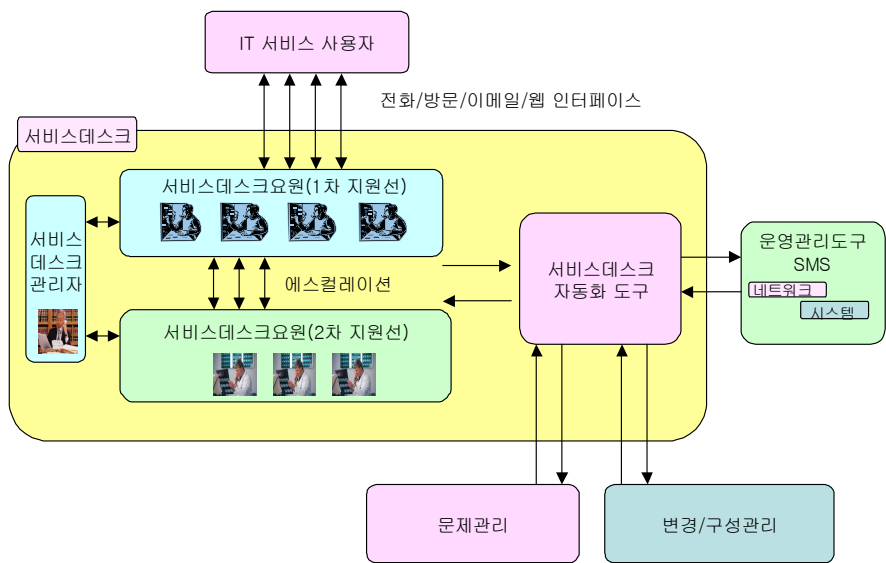 IT 서비스 사용자
전화/방문/이메일/웹 인터페이스
서비스데스크
서비스데스크요원(1차 지원선)
서비스
데스크
관리자
에스컬레이션
서비스데스크요원(2차 지원선)
서비스데스크
자동화 도구
운영관리도구
SMS
네트워크
시스템
문제관리
변경/구성관리